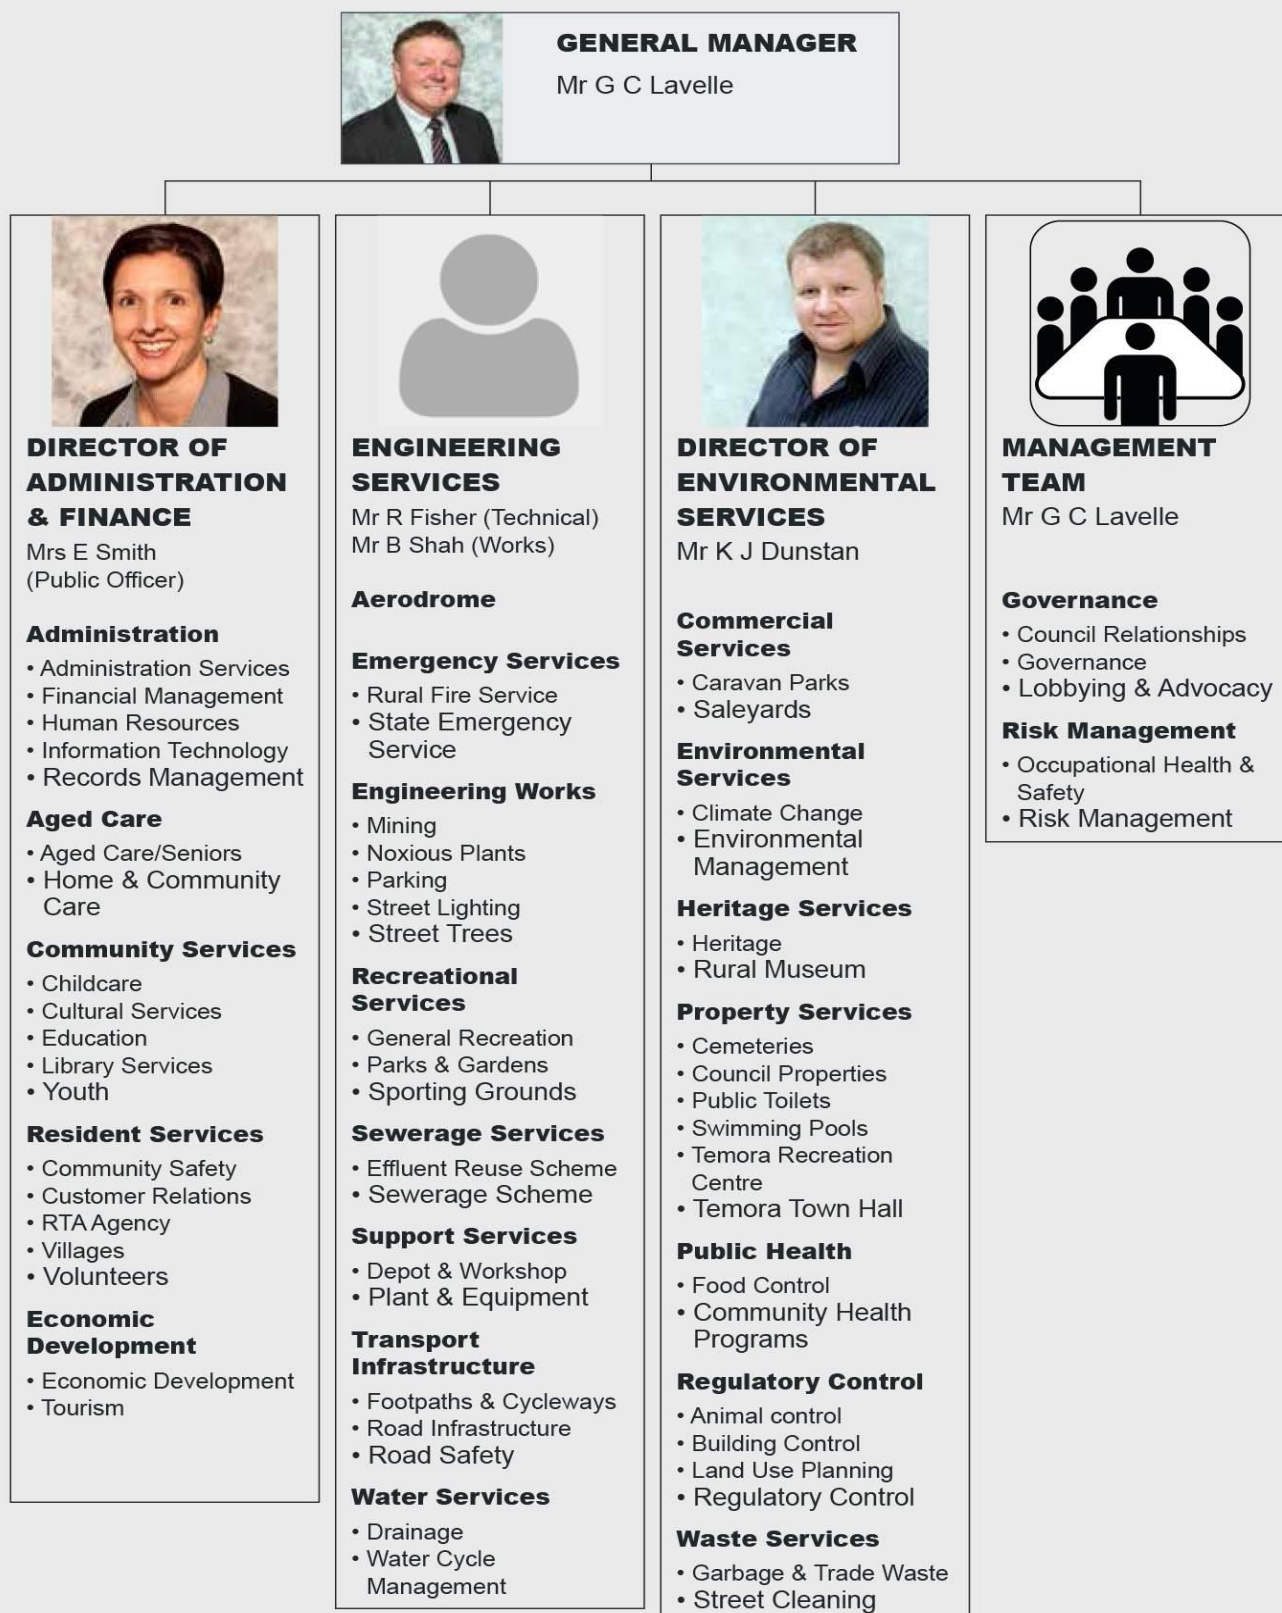 GENERAL MANAGER
Mr G C Lavelle
DIRECTOR OF
ADMINISTRATION
& FINANCE
Mrs E Smith
(Public Officer)
Administration
• Administration Services
• Financial Management
• Human Resources
• Information Technology
• Records Management
Aged Care
• Aged Care/Seniors
• Home & Community
Care
Community Services
• Childcare
• Cultural Services
• Education
• Library Services
• Youth
Resident Services
• Community Safety
• Customer Relations
• RTA Agency
• Villages
• Volunteers
Economic
Development
• Economic Development
• Tourism
ENGINEERING
SERVICES
Mr R Fisher (Technical)
Mr B Shah (Works)
Aerodrome
Emergency Services
• Rural Fire Service
• State Emergency
Service
Engineering Works
• Mining
• Noxious Plants
• Parking
• Street Lighting
• Street Trees
Recreational
Services
• General Recreation
• Parks & Gardens
• Sporting Grounds
Sewerage Services
• Effluent Reuse Scheme
• Sewerage Scheme
Support Services
• Depot & Workshop
• Plant & Equipment
Transport
Infrastructure
• Footpaths & Cycleways
• Road Infrastructure
• Road Safety
Water Services
• Drainage
• Water Cycle
Management
DIRECTOR OF
ENVIRONMENTAL
SERVICES
Mr K J Dunstan
Commercial
Services
• Caravan Parks
• Saleyards
Environmental
Services
• Climate Change
• Environmental
Management
Heritage Services
• Heritage
• Rural Museum
Property Services
• Cemeteries
• Council Properties
• Public Toilets
• Swimming Pools
• Temora Recreation
Centre
• Temora Town Hall
Public Health
• Food Control
• Community Health
Programs
Regulatory Control
• Animal control
• Building Control
• Land Use Planning
• Regulatory Control
Waste Services
• Garbage & Trade Waste
• Street Cleaning
MANAGEMENT
TEAM
Mr G C Lavelle
Governance
• Council Relationships
• Governance
• Lobbying & Advocacy
Risk Management
• Occupational Health &
Safety
• Risk Management